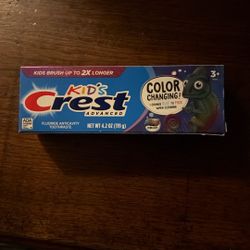 KIDS BRUSH UP TO 2X LONGER
3+
KID'S
Crest
ADVANCED
COLOR
CHANGING!
FLUORIDE ANTICAVITY
TOOTHPASTE
NET WT 4.2 OZ (119 g)
ADA